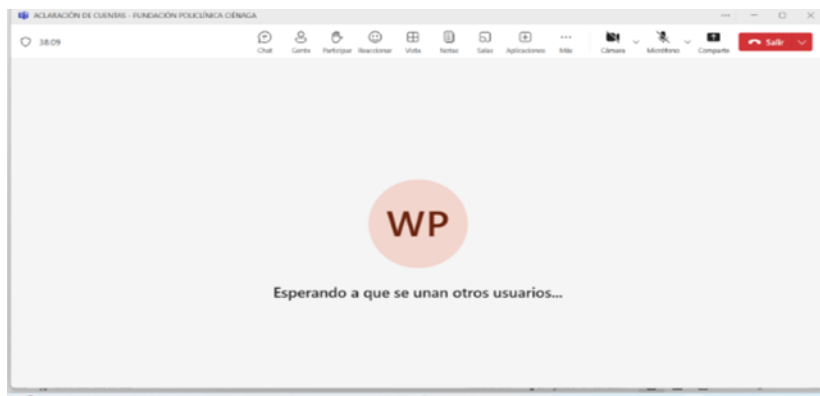 ACLARACIÓN DE CUENTAS - FUNDACIÓN POLICLÍNICA CIÉNAGA
38:09
Chat Gente Participar Reaccionar Vista Notas Salas Aplicaciones Más Cámara Micrófono Compartir Salir
WP
Esperando a que se unan otros usuarios...